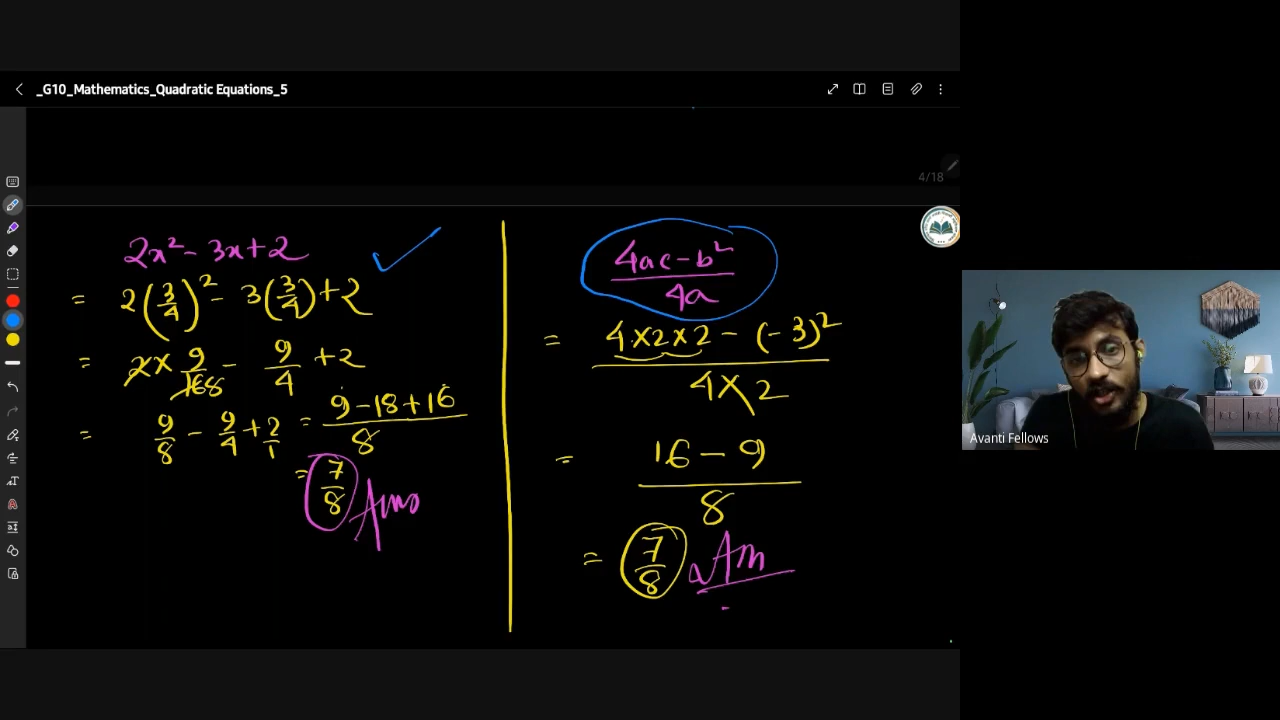 _G10_Mathematics_Quadratic Equations_5
4/18
2x² - 3x + 2
= 2(3/4)² - 3(3/4) + 2
= 2 × 9/16 8 - 9/4 + 2
= 9/8 - 9/4 + 2/1 = (9 - 18 + 16)/8
= 7/8 Ans
(4ac - b²)/4a
= (4 × 2 × 2 - (-3)²)/(4 × 2)
= (16 - 9)/8
= 7/8 Ans
Avanti Fellows